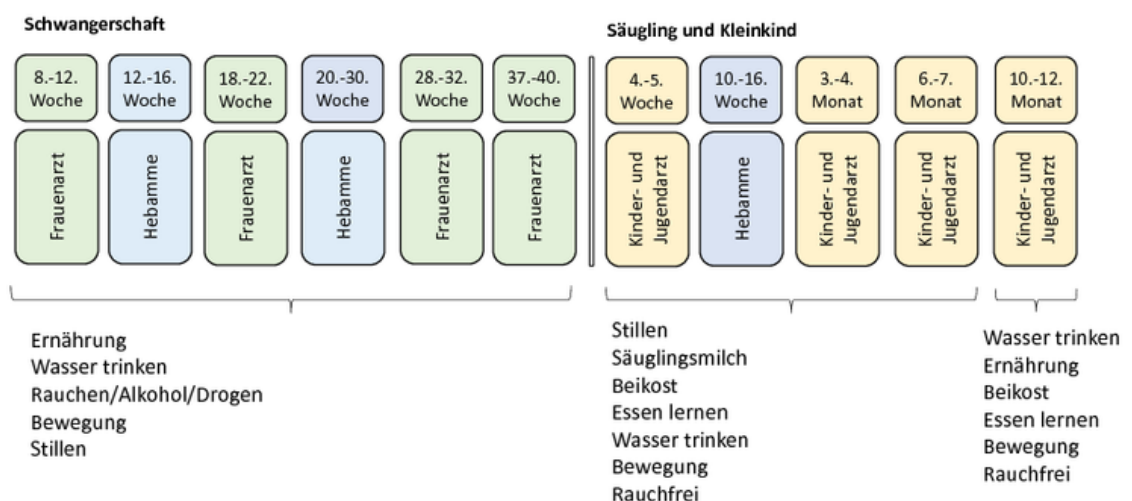 Schwangerschaft
8.-12.
Woche
12.-16.
Woche
18.-22.
Woche
20.-30.
Woche
28.-32.
Woche
37.-40.
Woche
Frauenarzt
Hebamme
Frauenarzt
Hebamme
Frauenarzt
Frauenarzt
Ernährung
Wasser trinken
Rauchen/Alkohol/Drogen
Bewegung
Stillen
Säugling und Kleinkind
4.-5.
Woche
10.-16.
Woche
3.-4.
Monat
6.-7.
Monat
10.-12.
Monat
Kinder- und
Jugendarzt
Hebamme
Kinder- und
Jugendarzt
Kinder- und
Jugendarzt
Kinder- und
Jugendarzt
Stillen
Säuglingsmilch
Beikost
Essen lernen
Wasser trinken
Bewegung
Rauchfrei
Wasser trinken
Ernährung
Beikost
Essen lernen
Bewegung
Rauchfrei